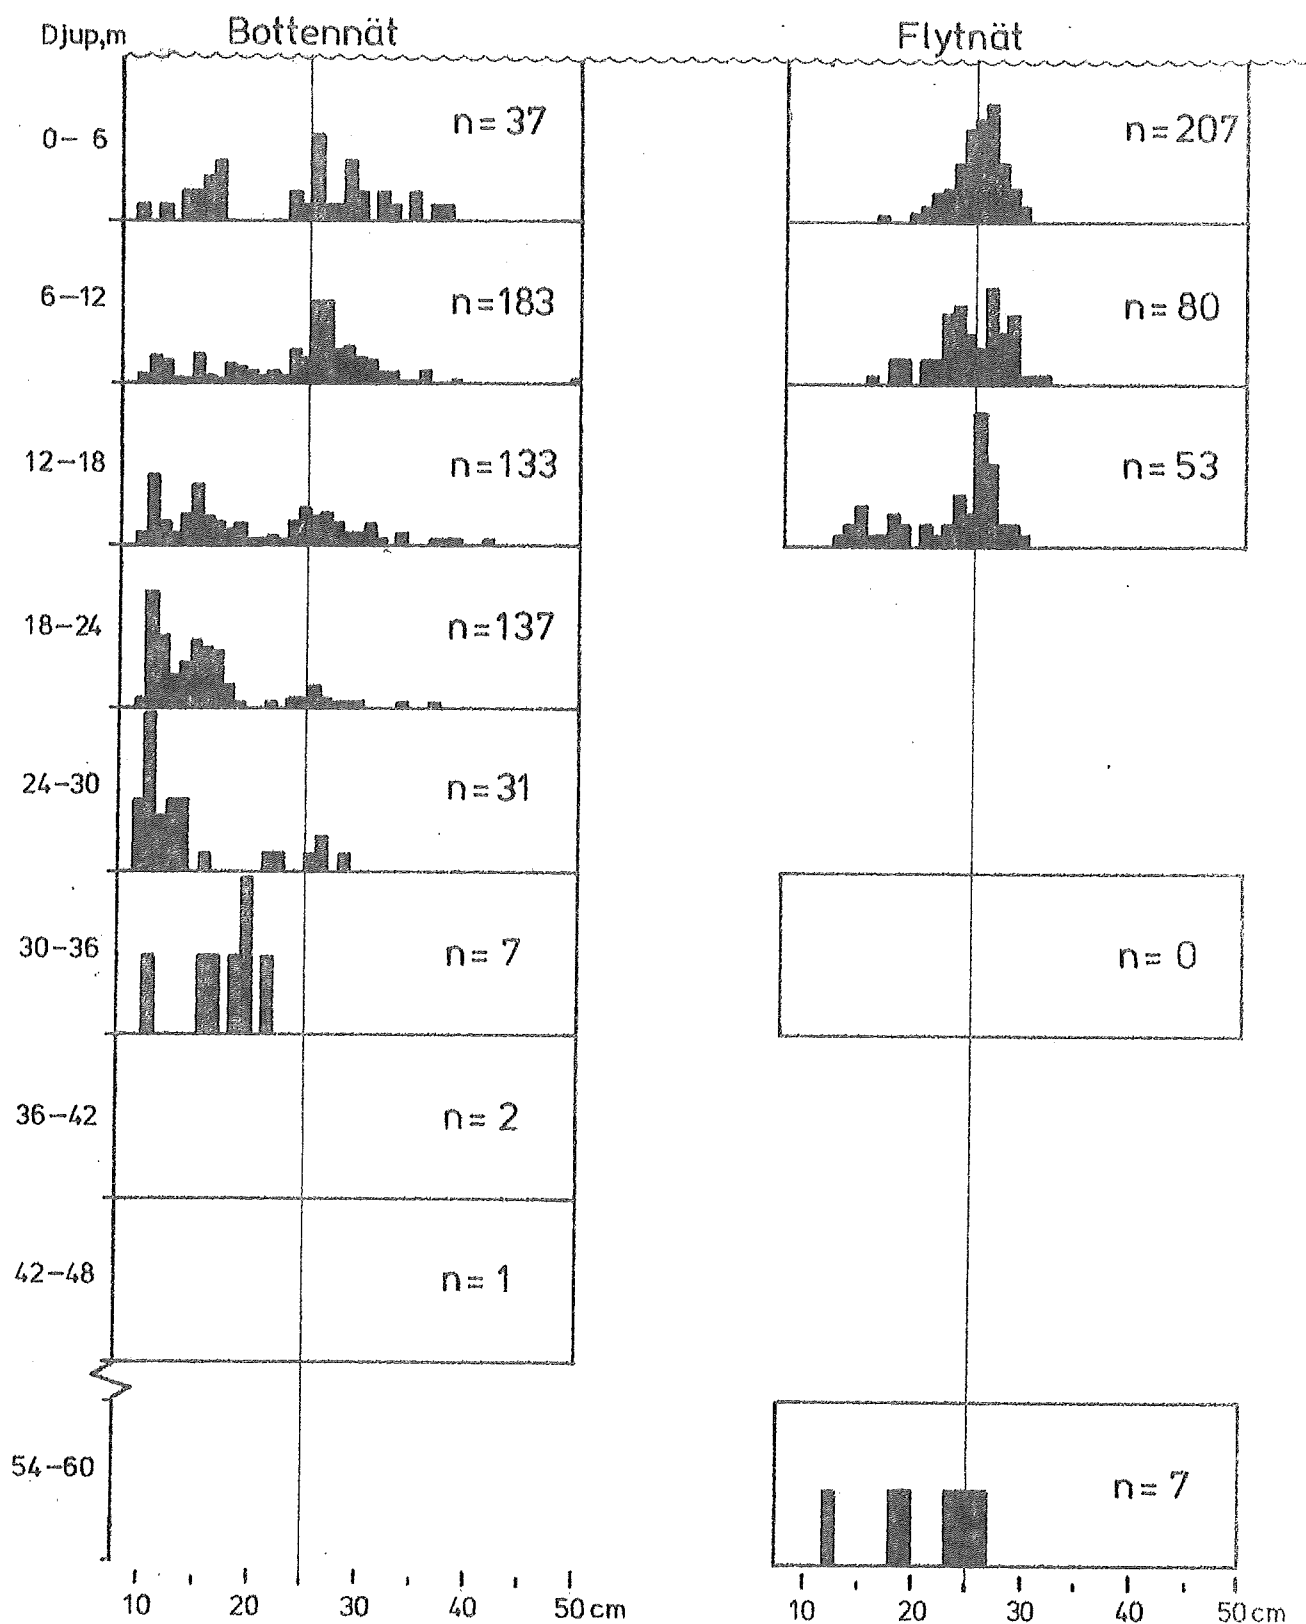 Djup,m Bottennät Flytnät
0–6 n=37 n=207
6–12 n=183 n=80
12–18 n=133 n=53
18–24 n=137
24–30 n=31
30–36 n=7 n=0
36–42 n=2
42–48 n=1
54–60 n=7
10 20 30 40 50 cm 10 20 30 40 50 cm